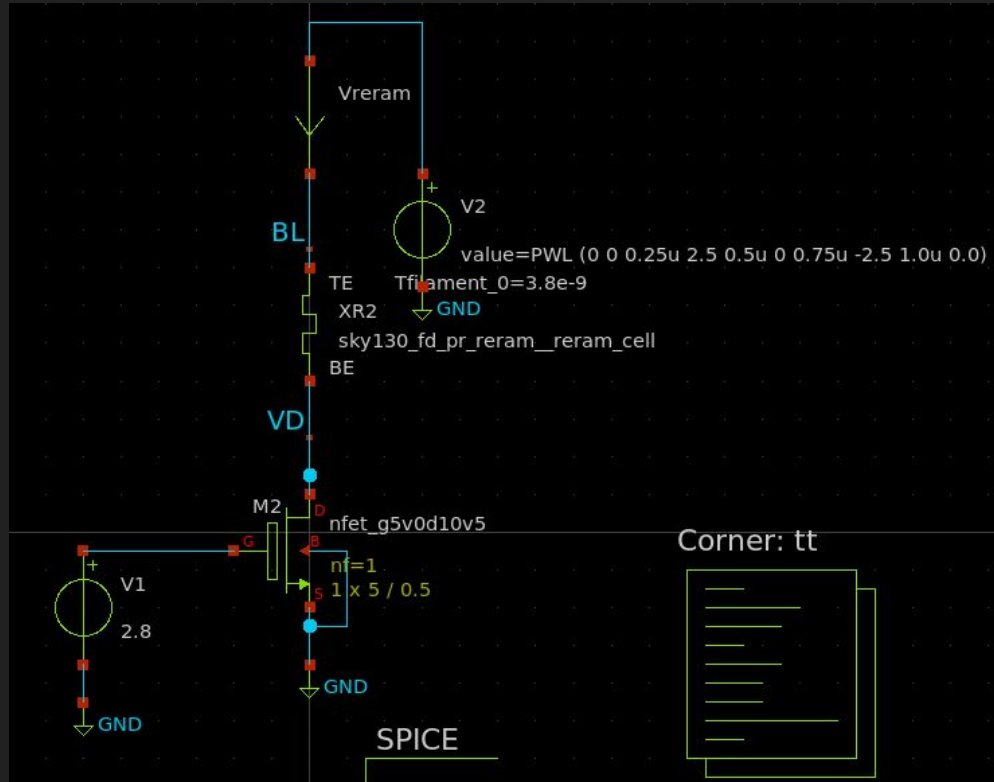 Vreram
+
V2
BL
value=PWL (0 0 0.25u 2.5 0.5u 0 0.75u -2.5 1.0u 0.0)
TE
Tfilament_0=3.8e-9
XR2
GND
sky130_fd_pr_reram__reram_cell
BE
VD
M2
D
nfet_g5v0d10v5
G
B
Corner: tt
+
nf=1
V1
S
1 x 5 / 0.5
2.8
GND
GND
SPICE